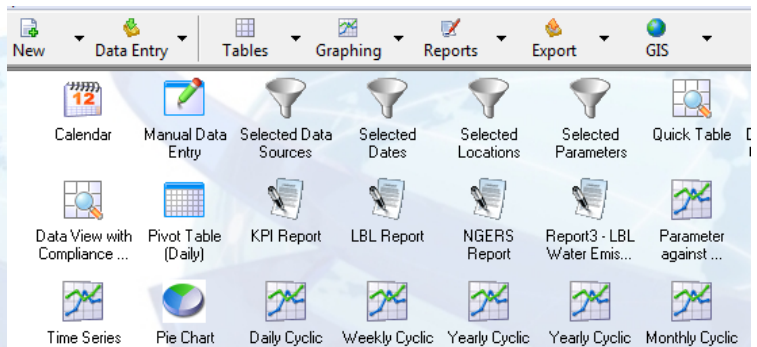 New Data Entry Tables Graphing Reports Export GIS
12
Calendar Manual Data Entry Selected Data Sources Selected Dates Selected Locations Selected Parameters Quick Table
Data View with Compliance ... Pivot Table (Daily) KPI Report LBL Report NGERS Report Report3 - LBL Water Emis... Parameter against ...
Time Series Pie Chart Daily Cyclic Weekly Cyclic Yearly Cyclic Yearly Cyclic Monthly Cyclic